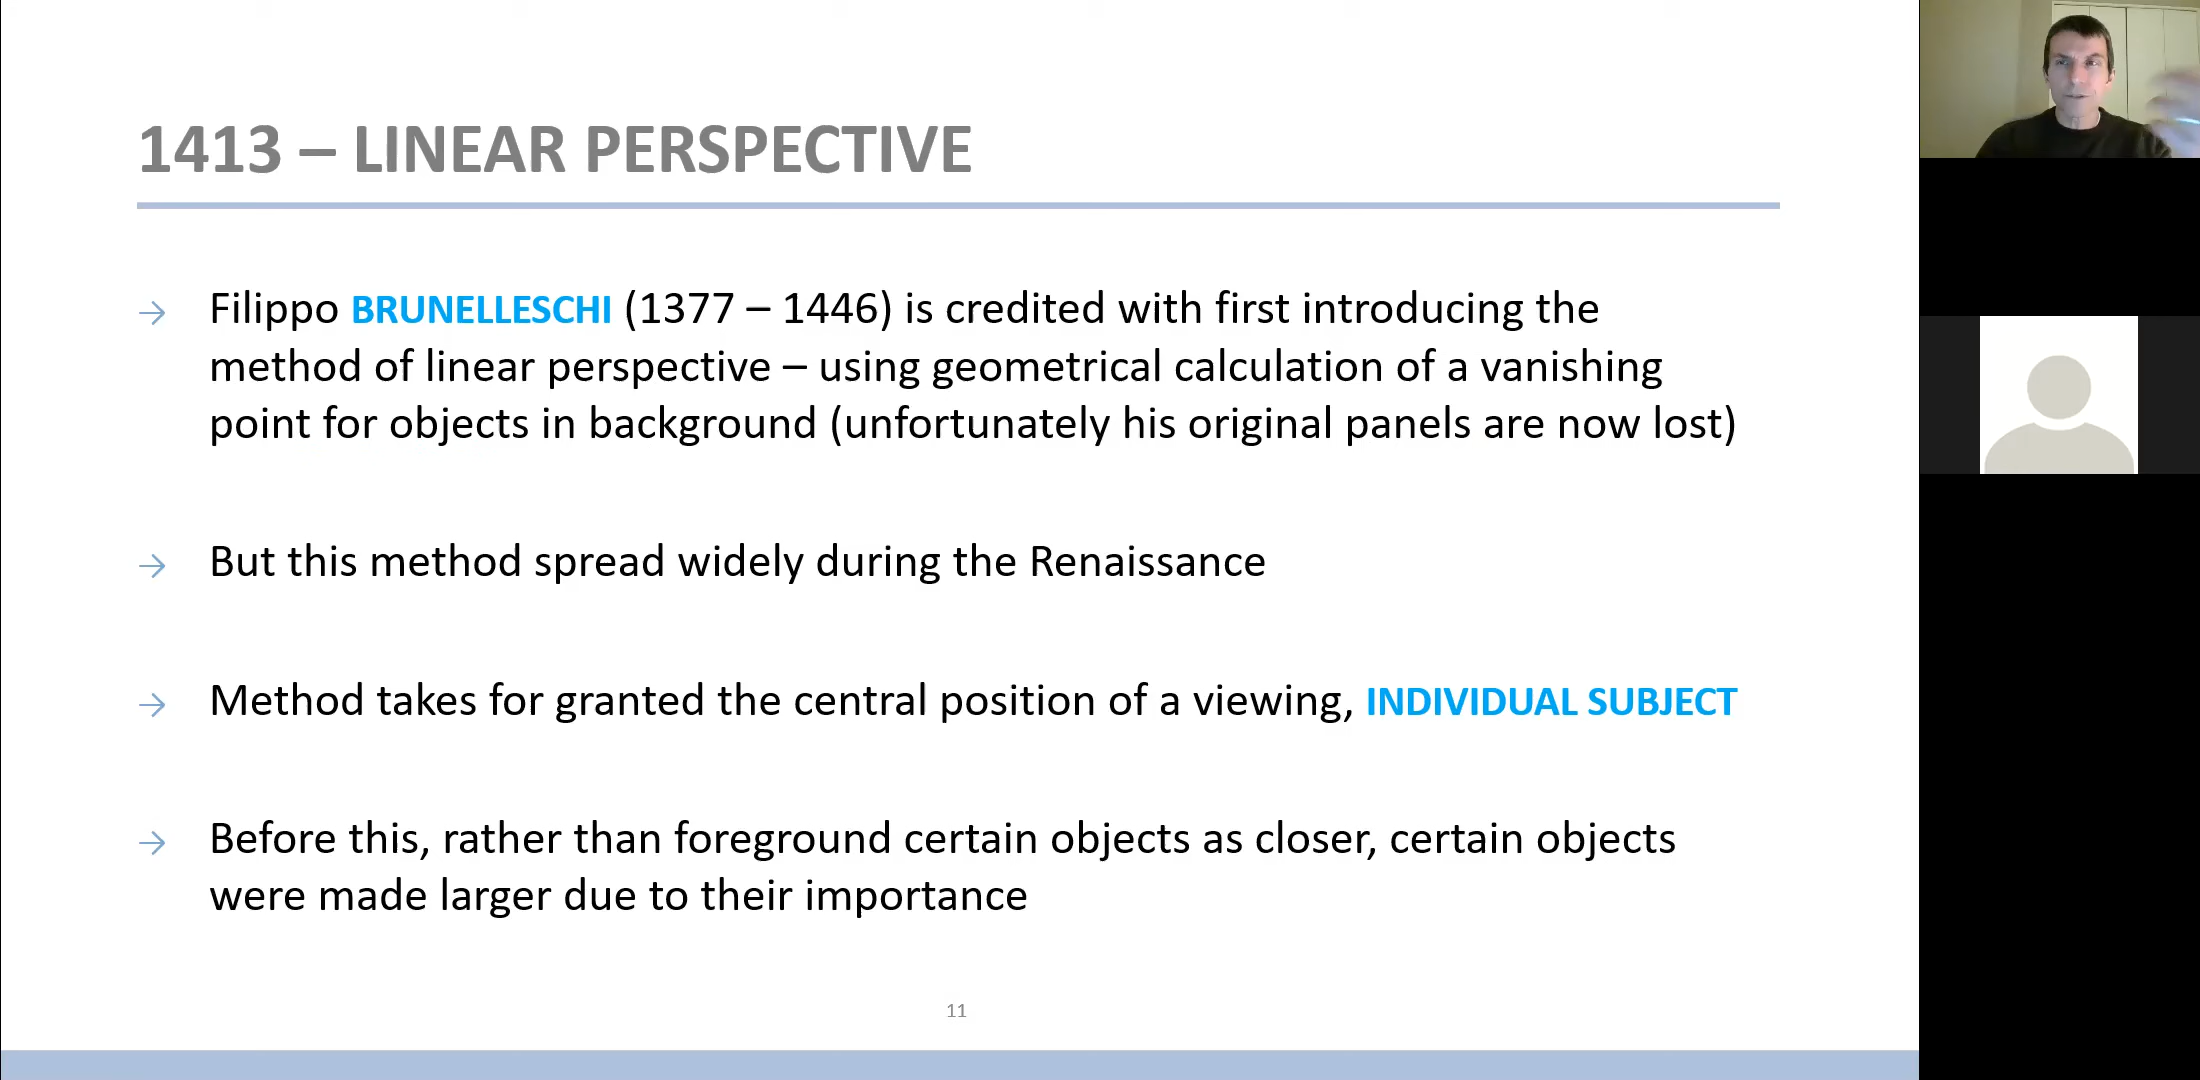 1413 – LINEAR PERSPECTIVE
→ Filippo BRUNELLESCHI (1377 – 1446) is credited with first introducing the
method of linear perspective – using geometrical calculation of a vanishing
point for objects in background (unfortunately his original panels are now lost)
→ But this method spread widely during the Renaissance
→ Method takes for granted the central position of a viewing, INDIVIDUAL SUBJECT
→ Before this, rather than foreground certain objects as closer, certain objects
were made larger due to their importance
11